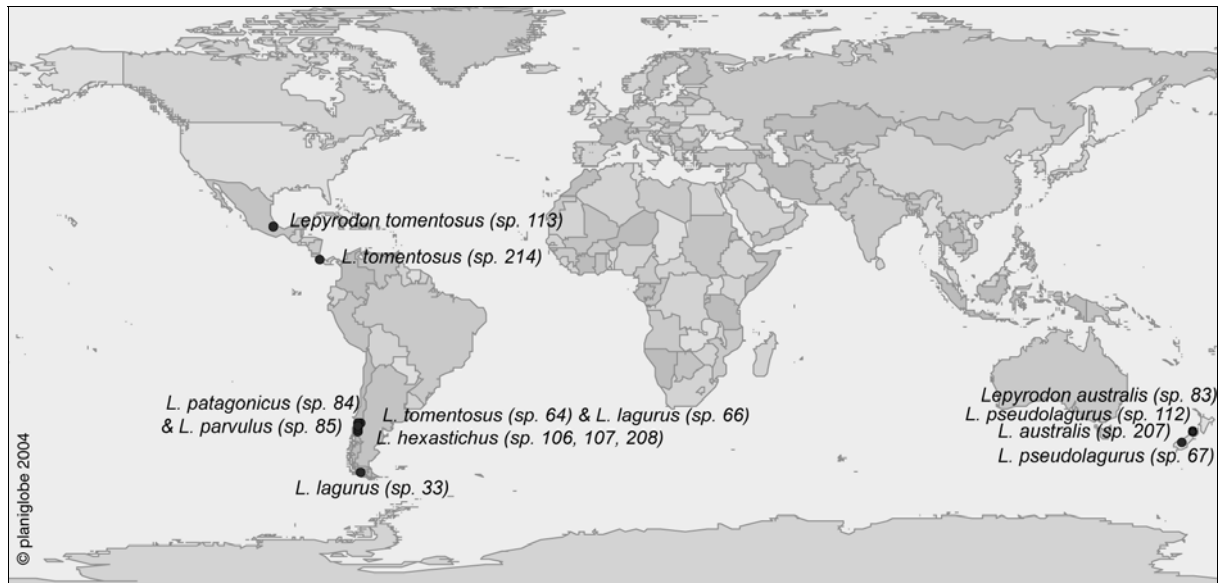 Lepyrodon tomentosus (sp. 113)
L. tomentosus (sp. 214)
L. patagonicus (sp. 84)
& L. parvulus (sp. 85)
L. tomentosus (sp. 64) & L. lagurus (sp. 66)
L. hexastichus (sp. 106, 107, 208)
L. lagurus (sp. 33)
Lepyrodon australis (sp. 83)
L. pseudolagurus (sp. 112)
L. australis (sp. 207)
L. pseudolagurus (sp. 67)
© planiglobe 2004